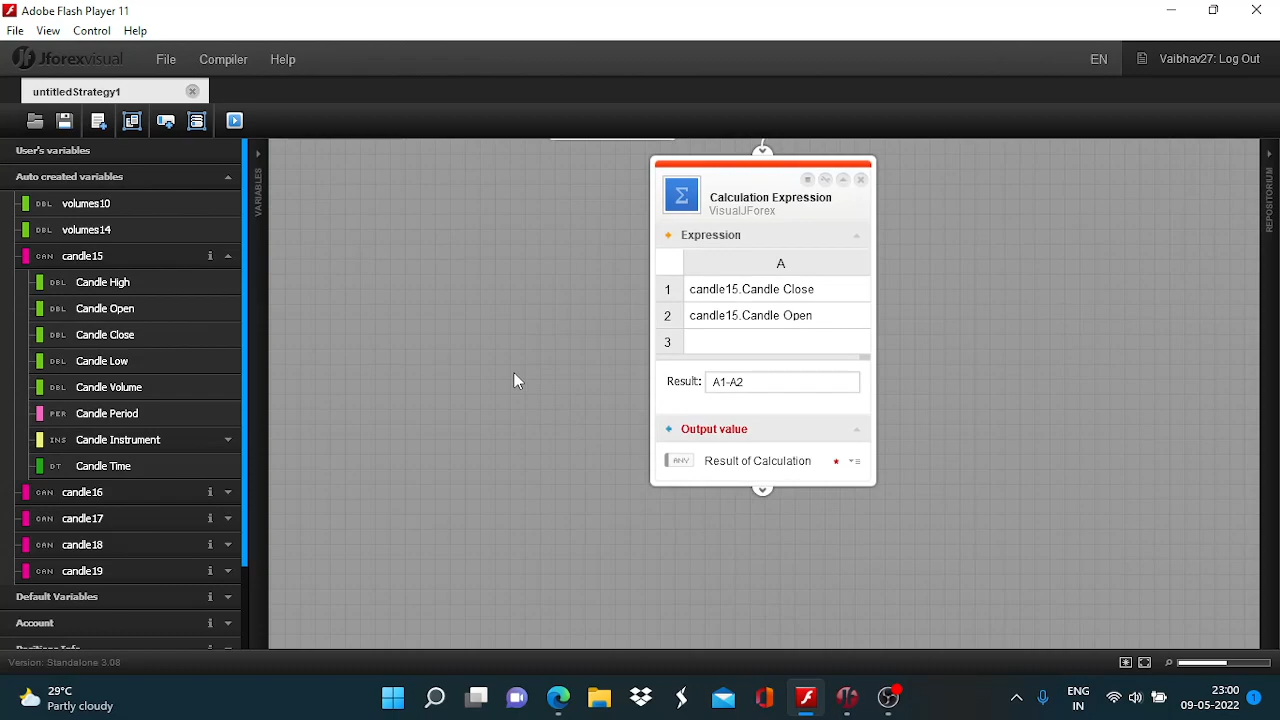 Adobe Flash Player 11
File View Control Help
Jforexvisual File Compiler Help EN Vaibhav27: Log Out
untitledStrategy1
User's variables
Auto created variables
DBL volumes10
DBL volumes14
CAN candle15
DBL Candle High
DBL Candle Open
DBL Candle Close
DBL Candle Low
DBL Candle Volume
PER Candle Period
INS Candle Instrument
DT Candle Time
CAN candle16
CAN candle17
CAN candle18
CAN candle19
Default Variables
Account
Positions Info
Version: Standalone 3.08
VARIABLES
Calculation Expression
VisualJForex
Expression
A
1 candle15.Candle Close
2 candle15.Candle Open
3
Result: A1-A2
Output value
ANY Result of Calculation *
REPOSITORIUM
29°C
Partly cloudy
ENG
IN
23:00
09-05-2022
1